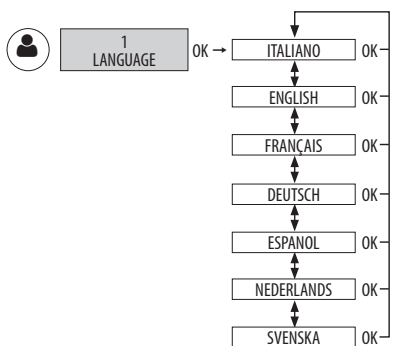 1
LANGUAGE
OK → ITALIANO OK
ENGLISH OK
FRANÇAIS OK
DEUTSCH OK
ESPANOL OK
NEDERLANDS OK
SVENSKA OK